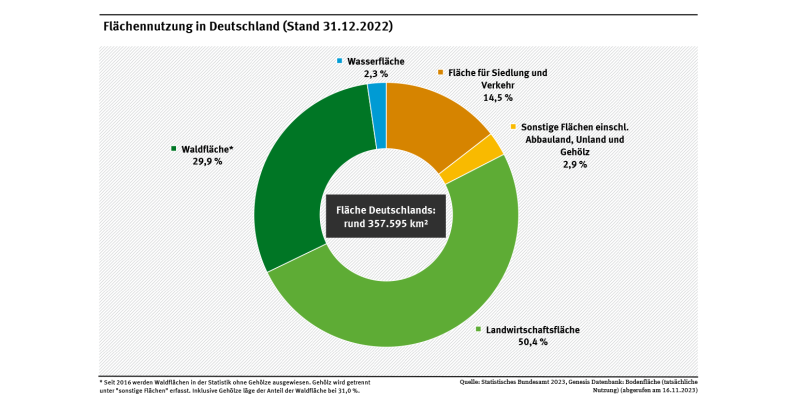 Flächennutzung in Deutschland (Stand 31.12.2022)
Wasserfläche
2,3 %
Fläche für Siedlung und
Verkehr
14,5 %
Sonstige Flächen einschl.
Abbauland, Unland und
Gehölz
2,9 %
Waldfläche*
29,9 %
Fläche Deutschlands:
rund 357.595 km²
Landwirtschaftsfläche
50,4 %
* Seit 2016 werden Waldflächen in der Statistik ohne Gehölze ausgewiesen. Gehölz wird getrennt
unter "sonstige Flächen" erfasst. Inklusive Gehölze läge der Anteil der Waldfläche bei 31,0 %.
Quelle: Statistisches Bundesamt 2023, Genesis Datenbank: Bodenfläche (tatsächliche
Nutzung) (abgerufen am 16.11.2023)